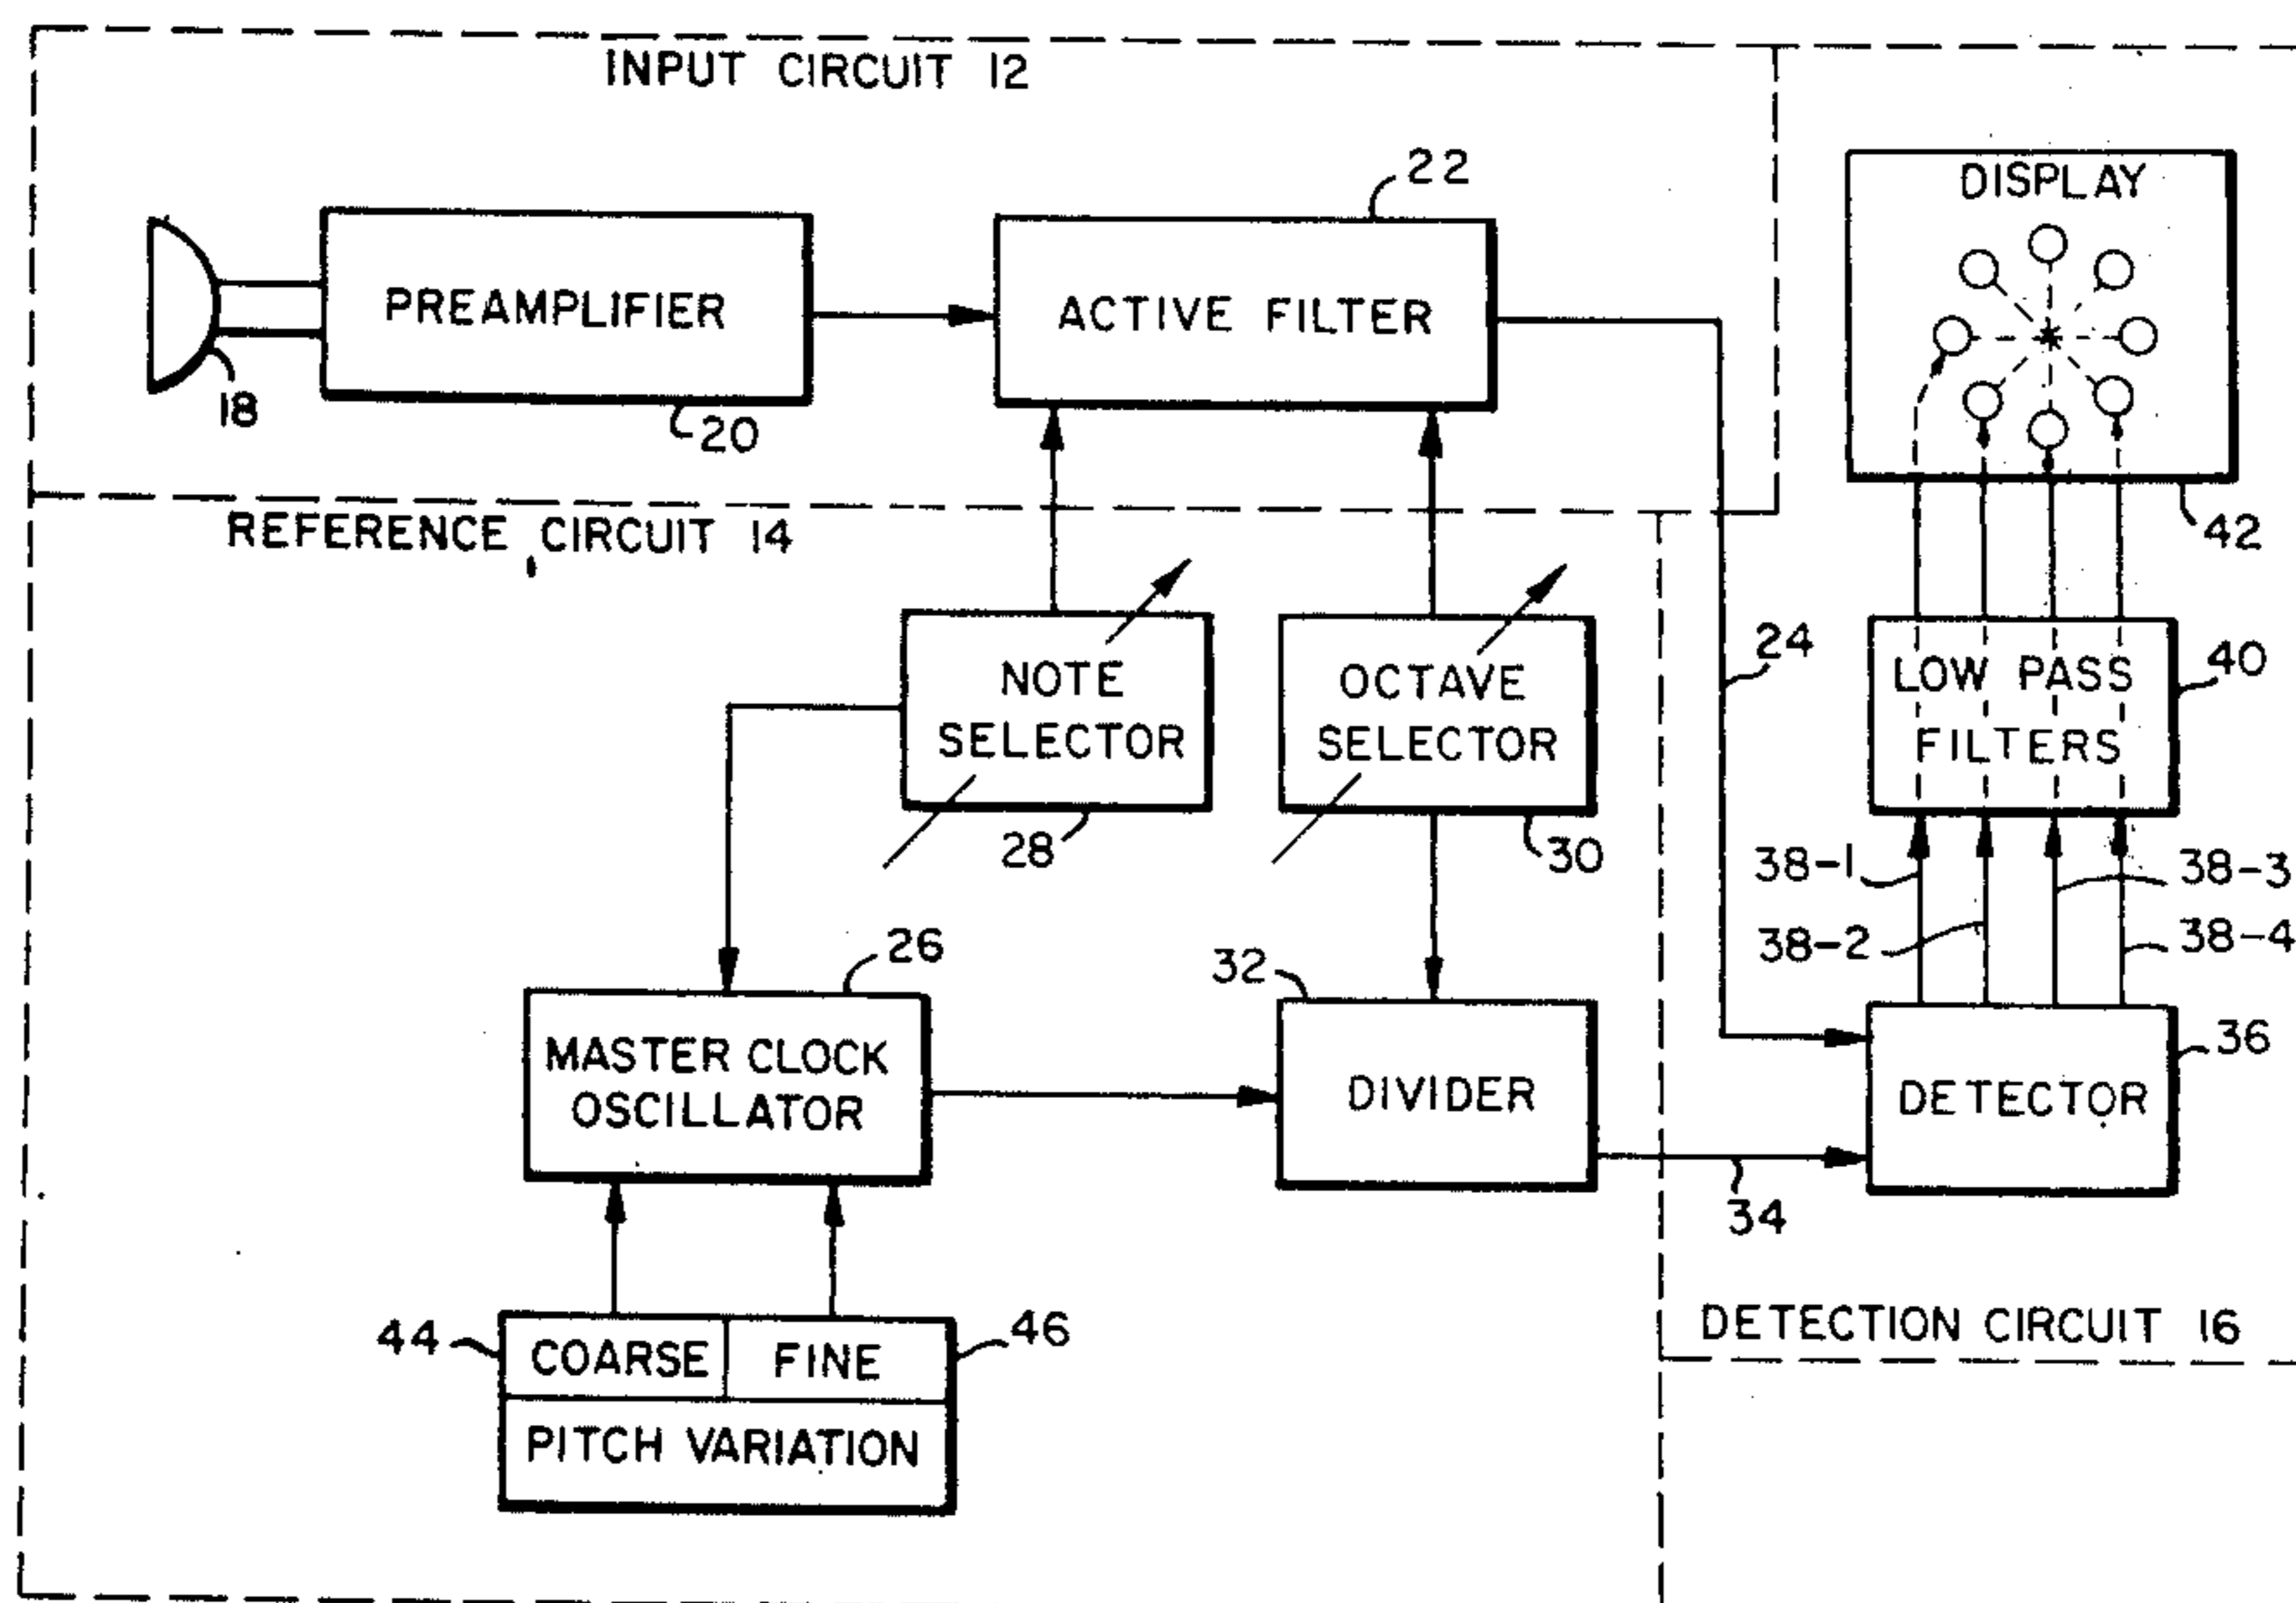 INPUT CIRCUIT 12
22
DISPLAY
PREAMPLIFIER
ACTIVE FILTER
18
20
42
REFERENCE CIRCUIT 14
24
40
NOTE
SELECTOR
OCTAVE
SELECTOR
LOW PASS
FILTERS
28
30
38-1
38-3
38-2
38-4
26
32
36
MASTER CLOCK
OSCILLATOR
DIVIDER
DETECTOR
34
44
COARSE
FINE
46
DETECTION CIRCUIT 16
PITCH VARIATION